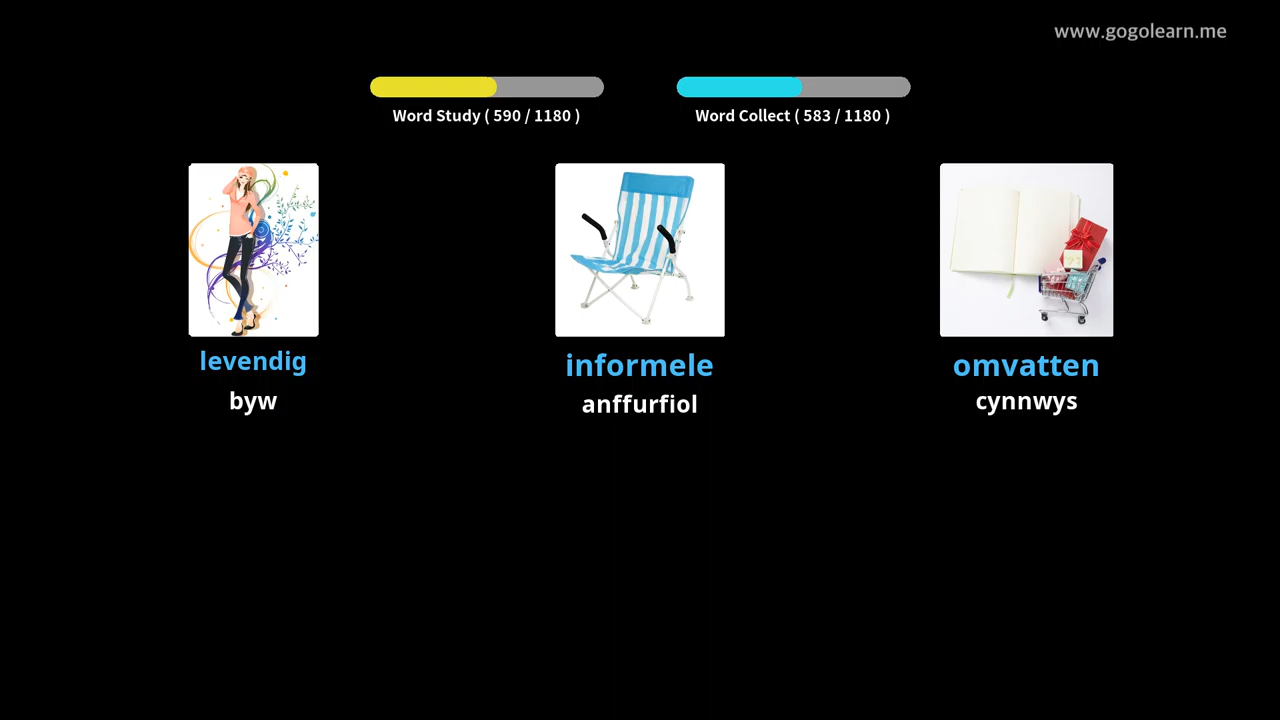 www.gogolearn.me
Word Study ( 590 / 1180 )
Word Collect ( 583 / 1180 )
levendig
byw
informele
anffurfiol
omvatten
cynnwys